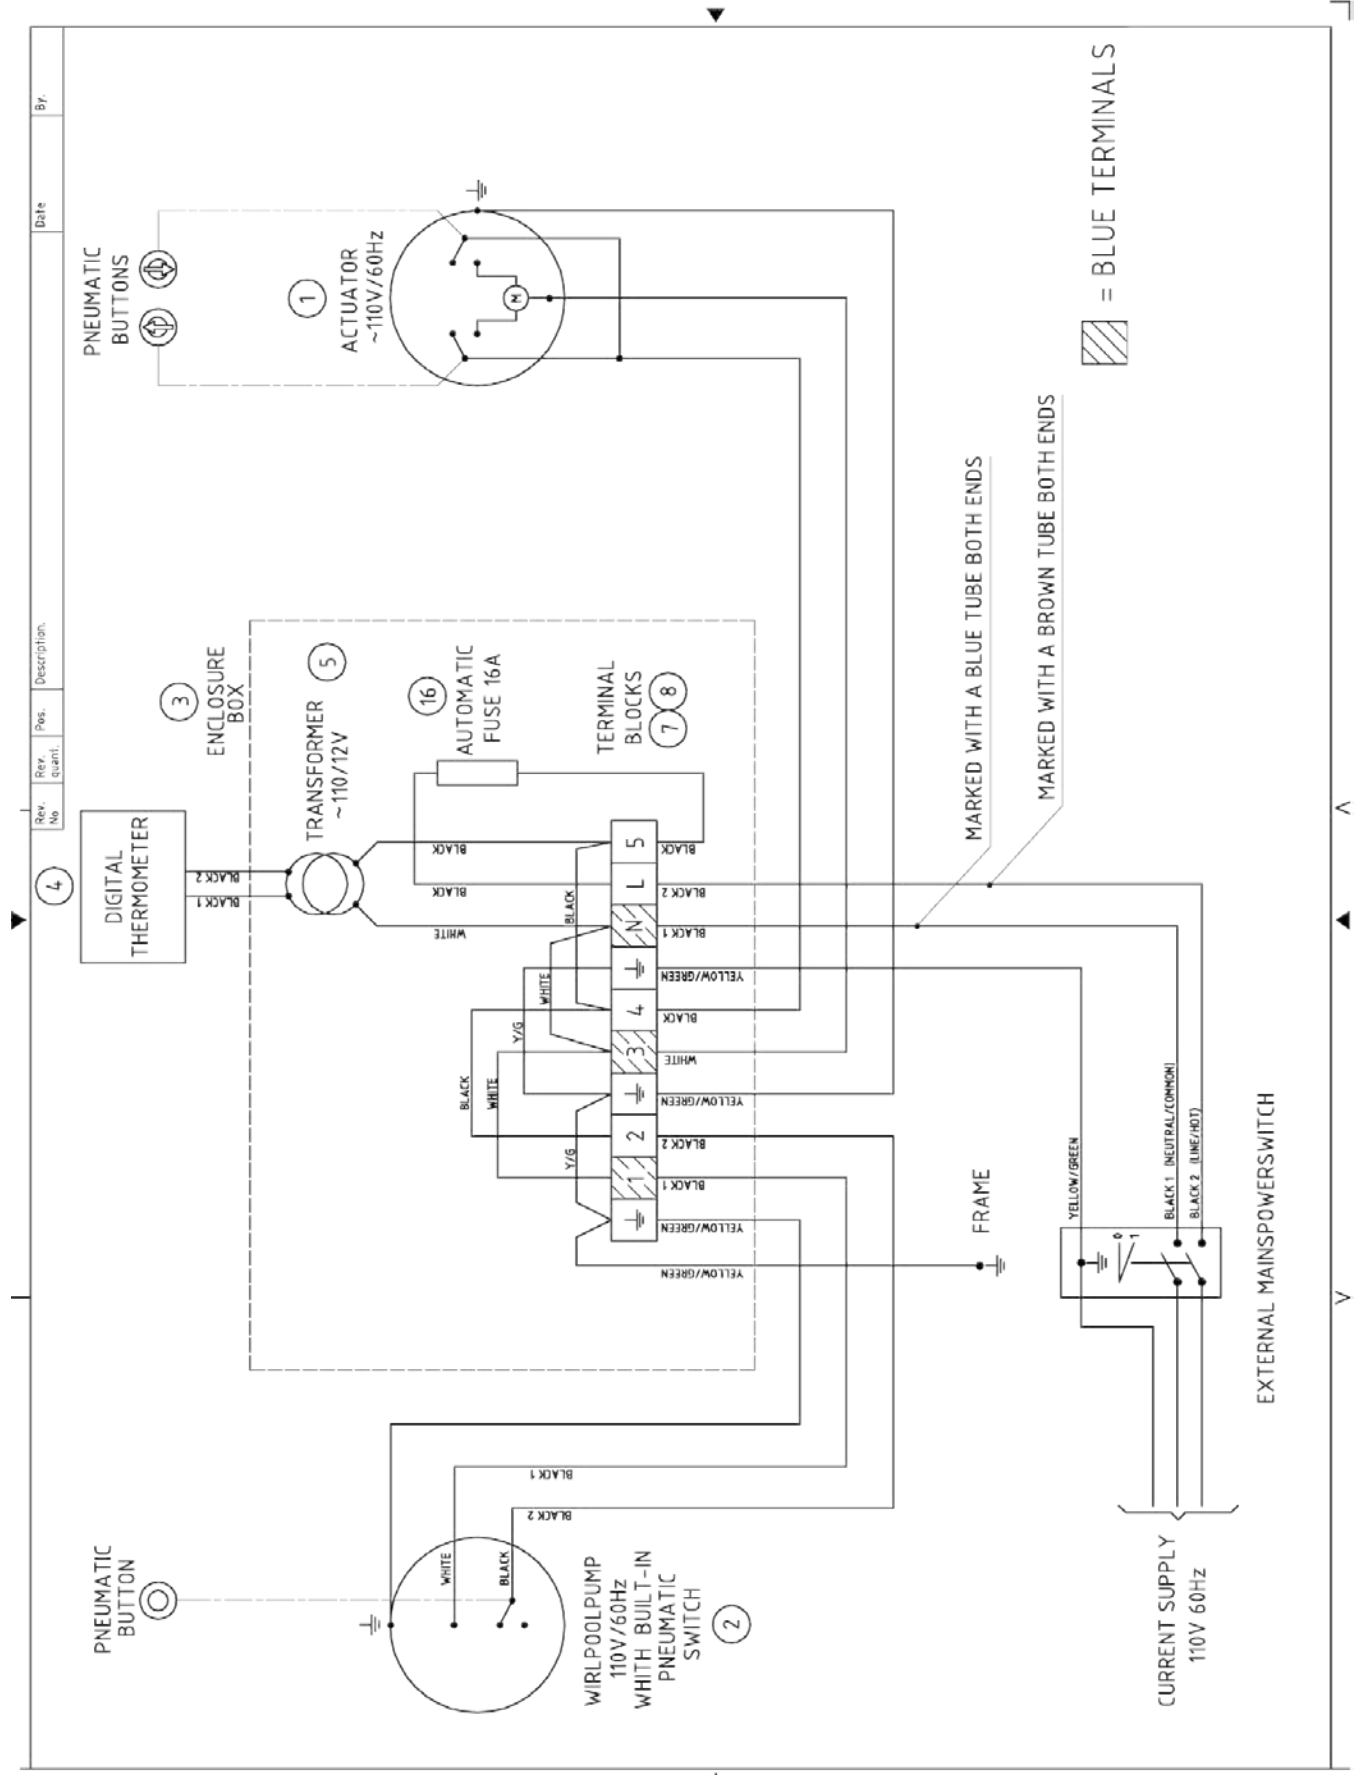 Rev. No
Rev. quant.
Pos.
Description.
Date
By.
PNEUMATIC
BUTTON
4
DIGITAL
THERMOMETER
PNEUMATIC
BUTTONS
BLACK 1
BLACK 2
3
ENCLOSURE
BOX
TRANSFORMER
~110/12V
5
1
ACTUATOR
~110V/60Hz
M
16
AUTOMATIC
FUSE 16A
TERMINAL
BLOCKS
7
8
WHITE
BLACK
BLACK
BLACK
WHITE
Y/G
BLACK
WHITE
Y/G
1
2
3
4
N
L
5
YELLOW/GREEN
YELLOW/GREEN
BLACK 1
BLACK 2
YELLOW/GREEN
WHITE
BLACK
YELLOW/GREEN
BLACK 1
BLACK 2
BLACK
WHITE
BLACK
BLACK 1
BLACK 2
WIRLPOOLPUMP
110V/60Hz
WHITH BUILT-IN
PNEUMATIC
SWITCH
2
FRAME
MARKED WITH A BLUE TUBE BOTH ENDS
MARKED WITH A BROWN TUBE BOTH ENDS
= BLUE TERMINALS
YELLOW/GREEN
BLACK 1 (NEUTRAL/COMMON)
BLACK 2 (LINE/HOT)
0
1
EXTERNAL MAINSPOWERSWITCH
CURRENT SUPPLY
110V 60Hz